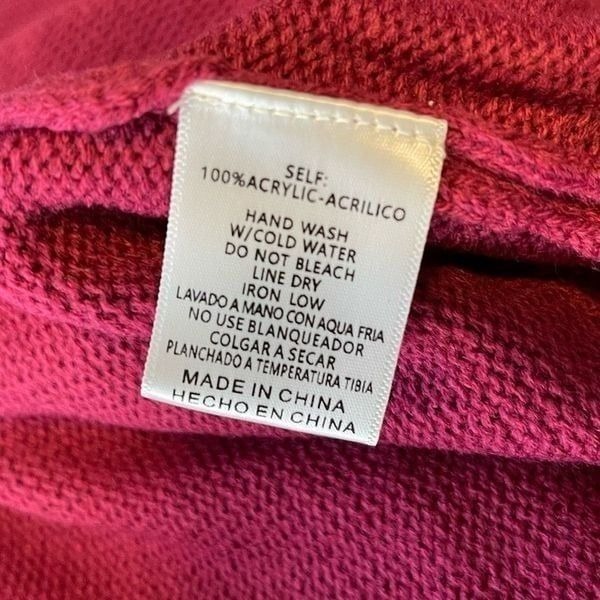 SELF:
100%ACRYLIC-ACRILICO
HAND WASH
W/COLD WATER
DO NOT BLEACH
LINE DRY
IRON LOW
LAVADO A MANO CON AQUA FRIA
NO USE BLANQUEADOR
COLGAR A SECAR
PLANCHADO A TEMPERATURA TIBIA
MADE IN CHINA
HECHO EN CHINA